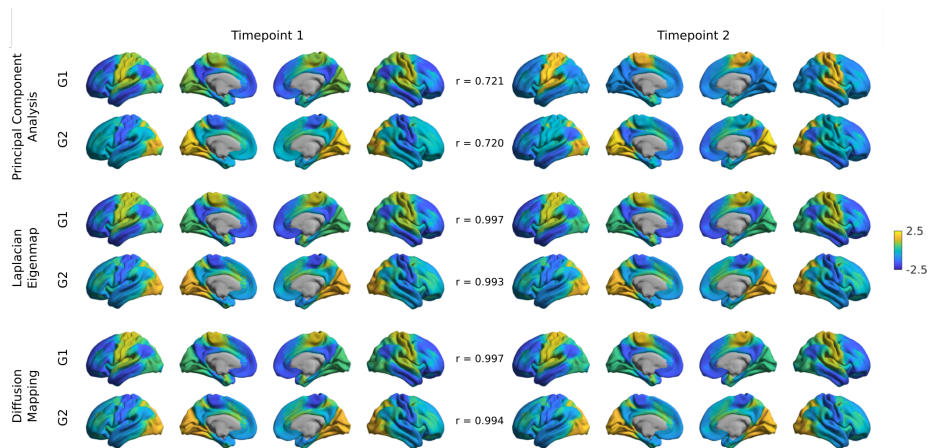 Timepoint 1
Timepoint 2
Principal Component
Analysis
G1
r = 0.721
G2
r = 0.720
Laplacian
Eigenmap
G1
r = 0.997
G2
r = 0.993
2.5
-2.5
Diffusion
Mapping
G1
r = 0.997
G2
r = 0.994